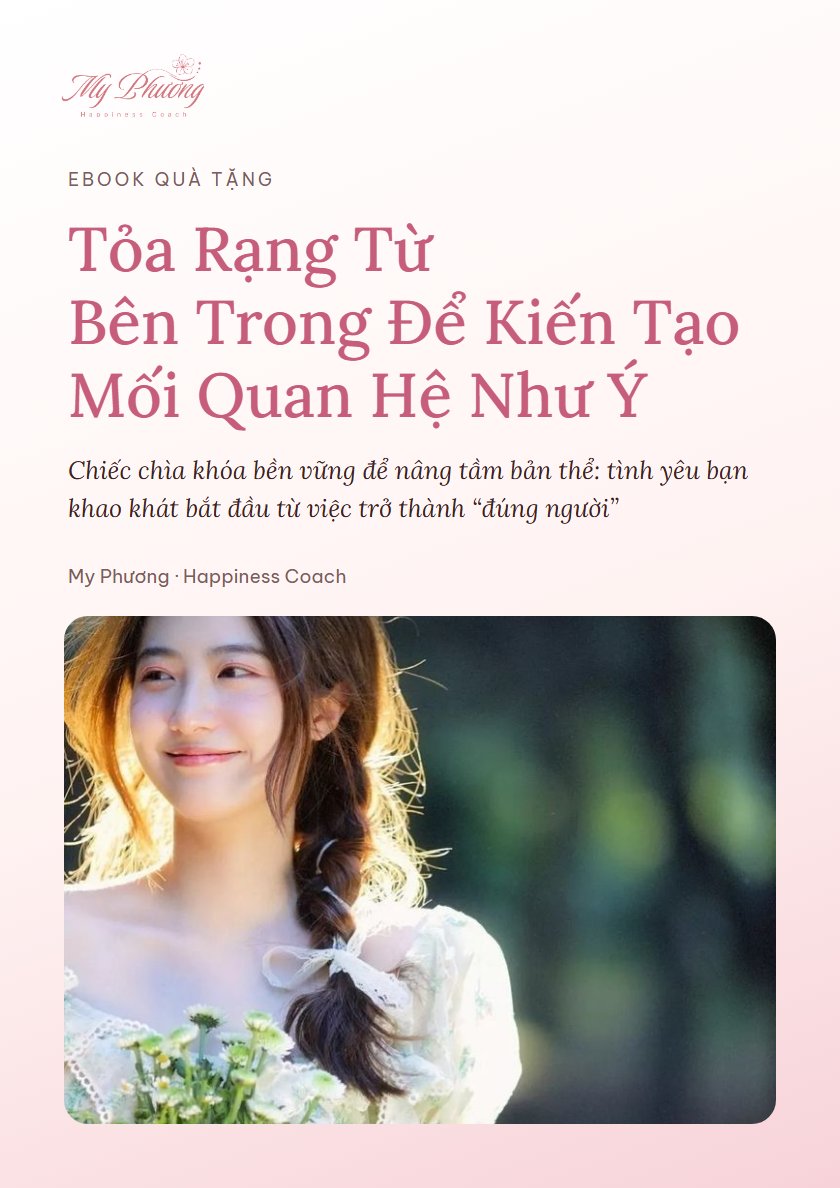 My Phương
Happiness Coach
EBOOK QUÀ TẶNG
Tỏa Rạng Từ
Bên Trong Để Kiến Tạo
Mối Quan Hệ Như Ý
Chiếc chìa khóa bền vững để nâng tầm bản thể: tình yêu bạn
khao khát bắt đầu từ việc trở thành “đúng người”
My Phương · Happiness Coach